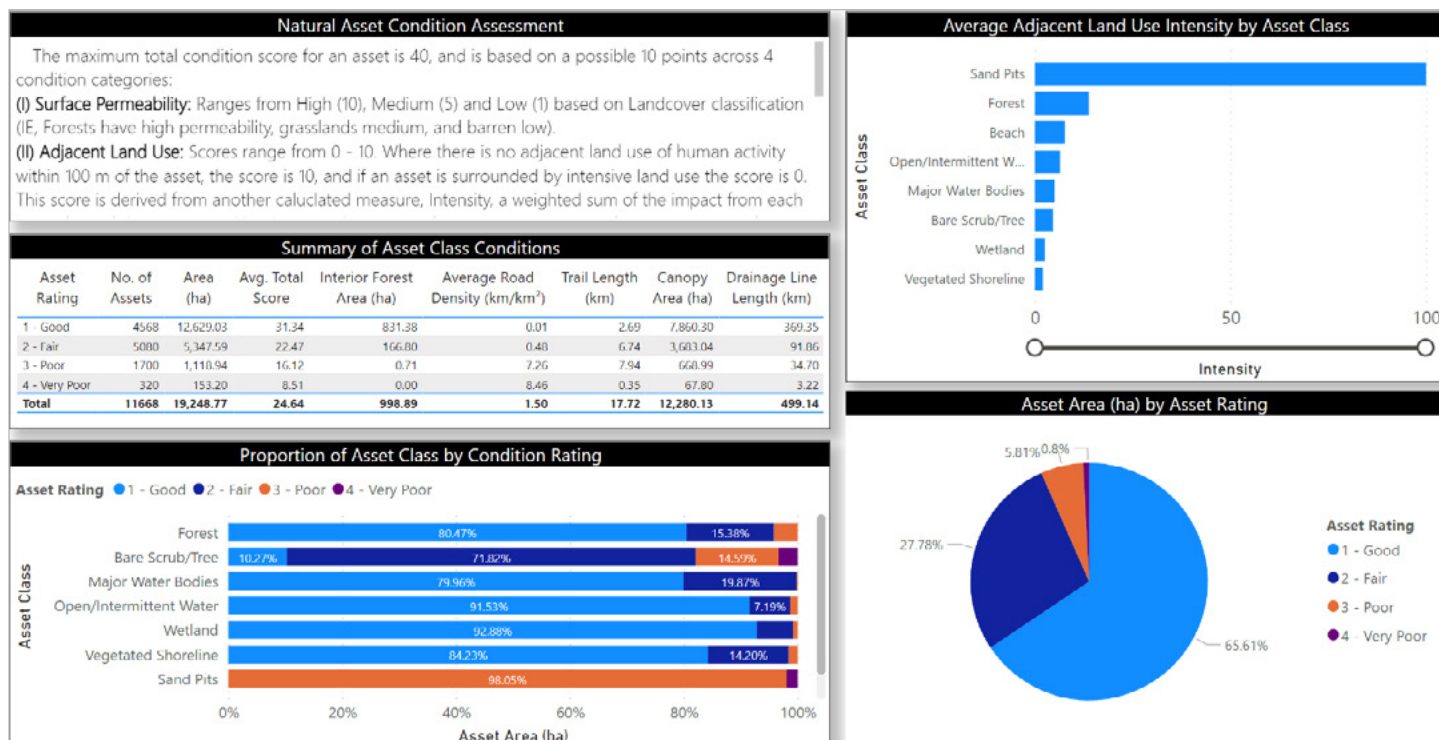 Natural Asset Condition Assessment
The maximum total condition score for an asset is 40, and is based on a possible 10 points across 4
condition categories:
(I) Surface Permeability: Ranges from High (10), Medium (5) and Low (1) based on Landcover classification
(IE, Forests have high permeability, grasslands medium, and barren low).
(II) Adjacent Land Use: Scores range from 0 - 10. Where there is no adjacent land use of human activity
within 100 m of the asset, the score is 10, and if an asset is surrounded by intensive land use the score is 0.
This score is derived from another caluclated measure, Intensity, a weighted sum of the impact from each
Summary of Asset Class Conditions
Asset Rating No. of Assets Area (ha) Avg. Total Score Interior Forest Area (ha) Average Road Density (km/km²) Trail Length (km) Canopy Area (ha) Drainage Line Length (km)
1 - Good 4568 12,629.03 31.34 831.38 0.01 2.69 7,860.30 369.35
2 - Fair 5080 5,347.59 22.47 166.80 0.48 6.74 3,683.04 91.86
3 - Poor 1700 1,118.94 16.12 0.71 7.26 7.94 668.99 34.70
4 - Very Poor 320 153.20 8.51 0.00 8.46 0.35 67.80 3.22
Total 11668 19,248.77 24.64 998.89 1.50 17.72 12,280.13 499.14
Proportion of Asset Class by Condition Rating
Asset Rating 1 - Good 2 - Fair 3 - Poor 4 - Very Poor
Asset Class
Forest 80.47% 15.38%
Bare Scrub/Tree 10.27% 71.82% 14.59%
Major Water Bodies 79.96% 19.87%
Open/Intermittent Water 91.53% 7.19%
Wetland 92.88%
Vegetated Shoreline 84.23% 14.20%
Sand Pits 98.05%
0% 20% 40% 60% 80% 100%
Asset Area (ha)
Average Adjacent Land Use Intensity by Asset Class
Asset Class
Sand Pits
Forest
Beach
Open/Intermittent W...
Major Water Bodies
Bare Scrub/Tree
Wetland
Vegetated Shoreline
0 50 100
Intensity
Asset Area (ha) by Asset Rating
5.81% 0.8%
27.78%
65.61%
Asset Rating
1 - Good
2 - Fair
3 - Poor
4 - Very Poor